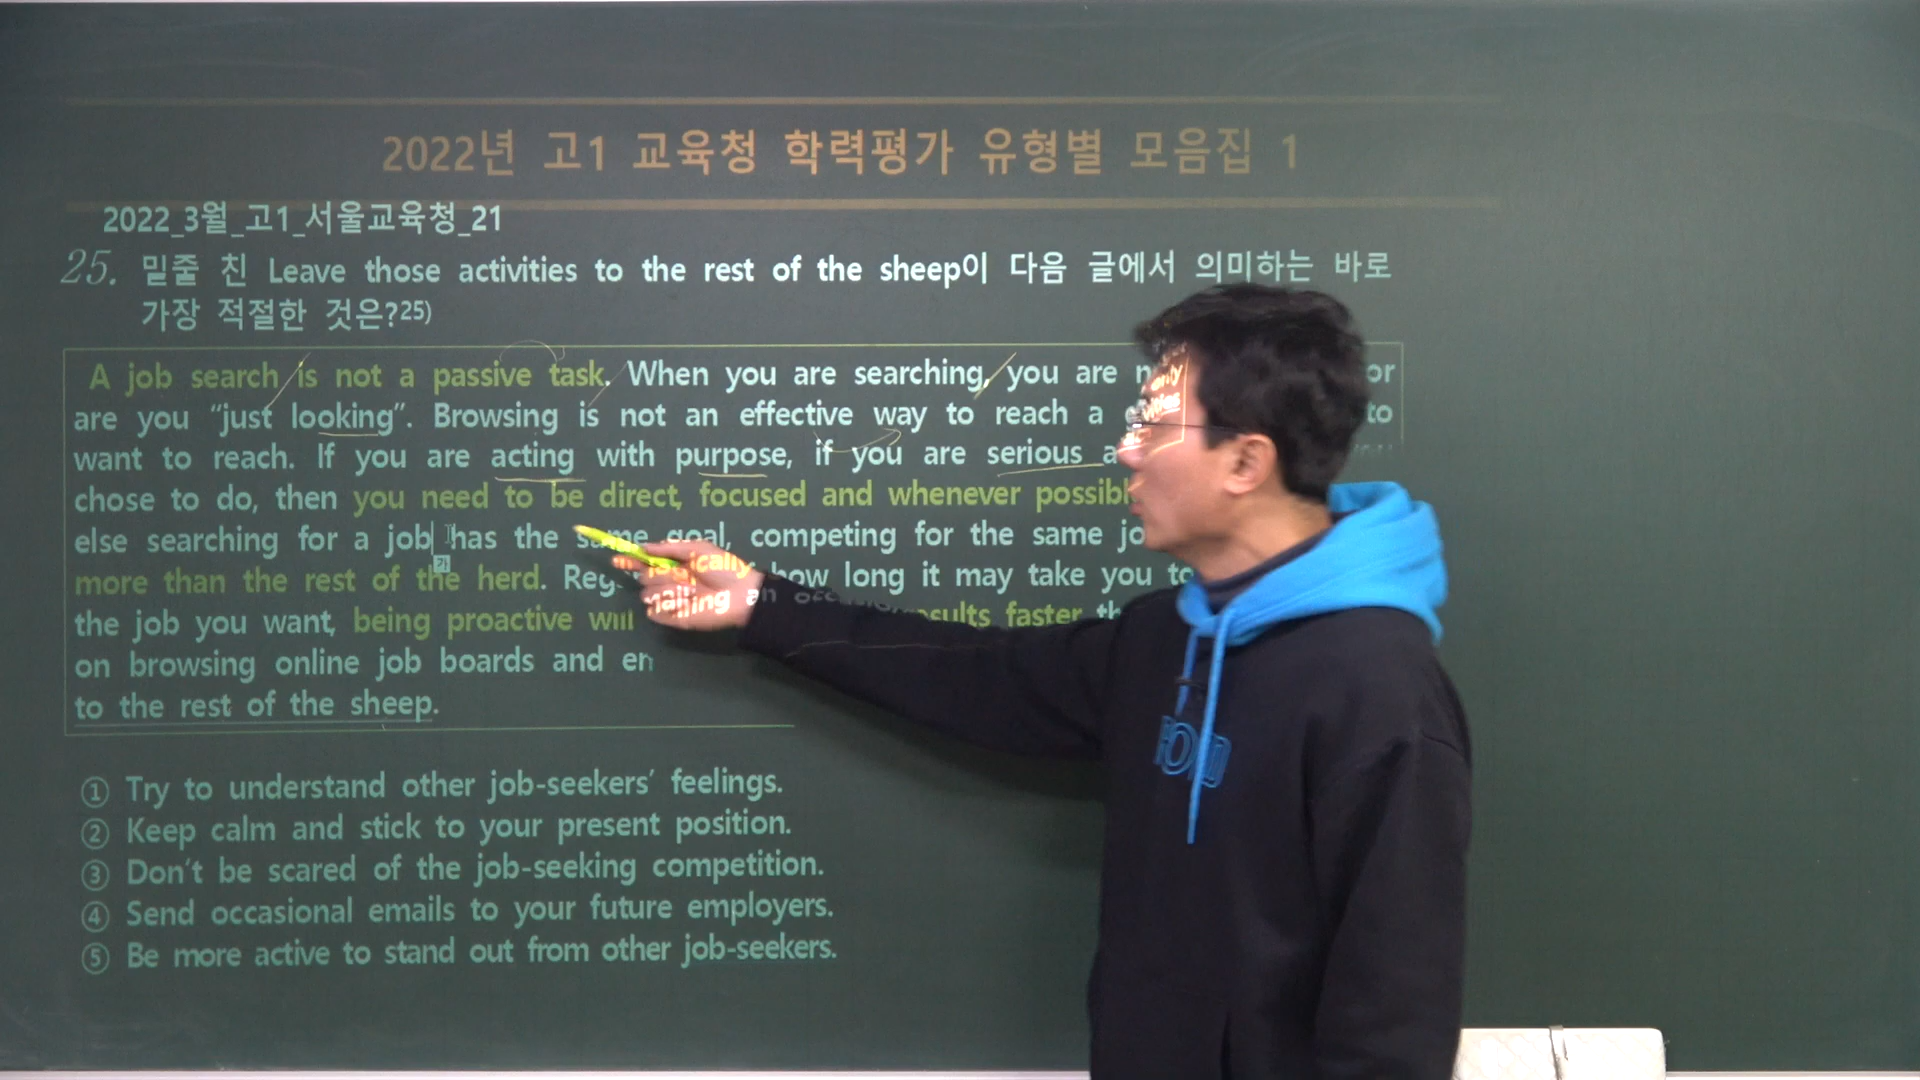 2022년 고1 교육청 학력평가 유형별 모음집 1
2022_3월_고1_서울교육청_21
25. 밑줄 친 Leave those activities to the rest of the sheep이 다음 글에서 의미하는 바로
가장 적절한 것은?25)
A job search is not a passive task. When you are searching, you are
are you “just looking”. Browsing is not an effective way to reach a to
want to reach. If you are acting with purpose, if you are serious
chose to do, then you need to be direct, focused and whenever
else searching for a job has the same goal, competing for the same
more than the rest of the herd. how long it may take you to
the job you want, being proactive will results faster
on browsing online job boards and
to the rest of the sheep.
① Try to understand other job-seekers’ feelings.
② Keep calm and stick to your present position.
③ Don’t be scared of the job-seeking competition.
④ Send occasional emails to your future employers.
⑤ Be more active to stand out from other job-seekers.